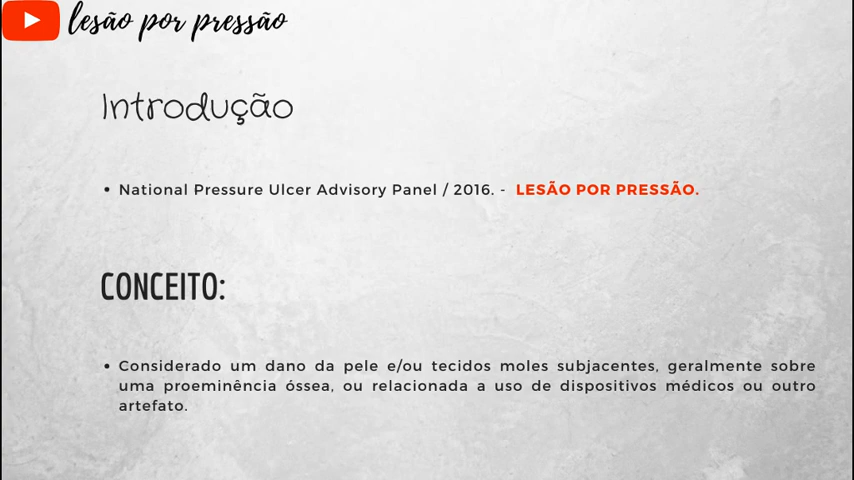 lesão por pressão
Introdução
• National Pressure Ulcer Advisory Panel / 2016. - LESÃO POR PRESSÃO.
CONCEITO:
• Considerado um dano da pele e/ou tecidos moles subjacentes, geralmente sobre
uma proeminência óssea, ou relacionada a uso de dispositivos médicos ou outro
artefato.